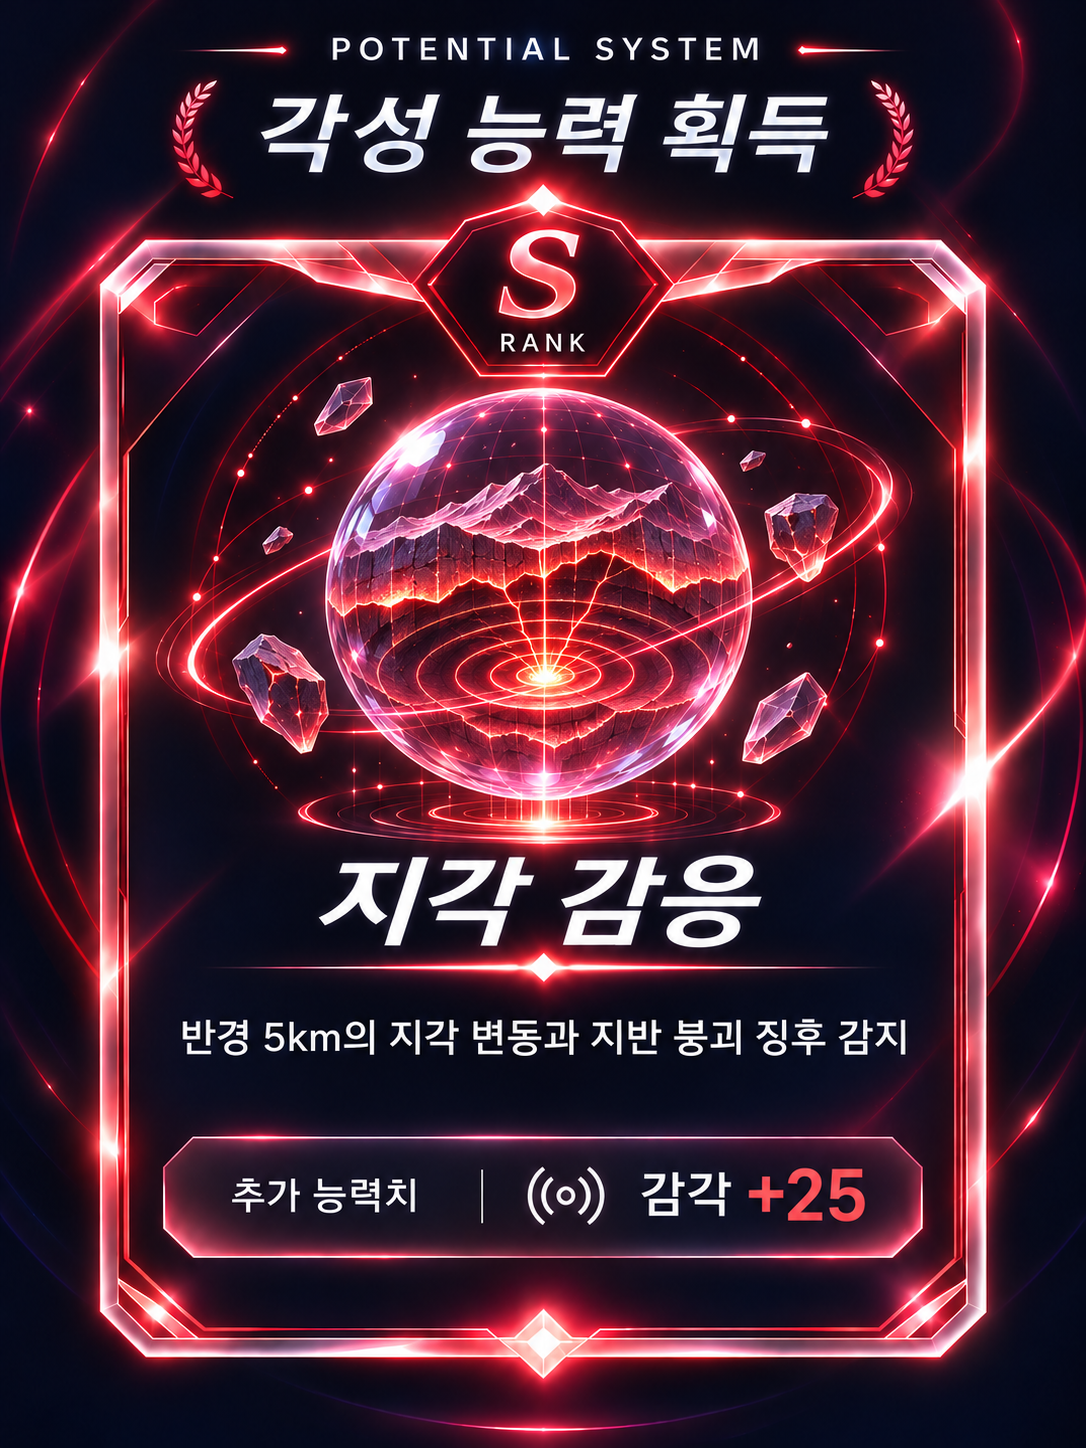 POTENTIAL SYSTEM
각성 능력 획득
S
RANK
지각 감응
반경 5km의 지각 변동과 지반 붕괴 징후 감지
추가 능력치 감각 +25